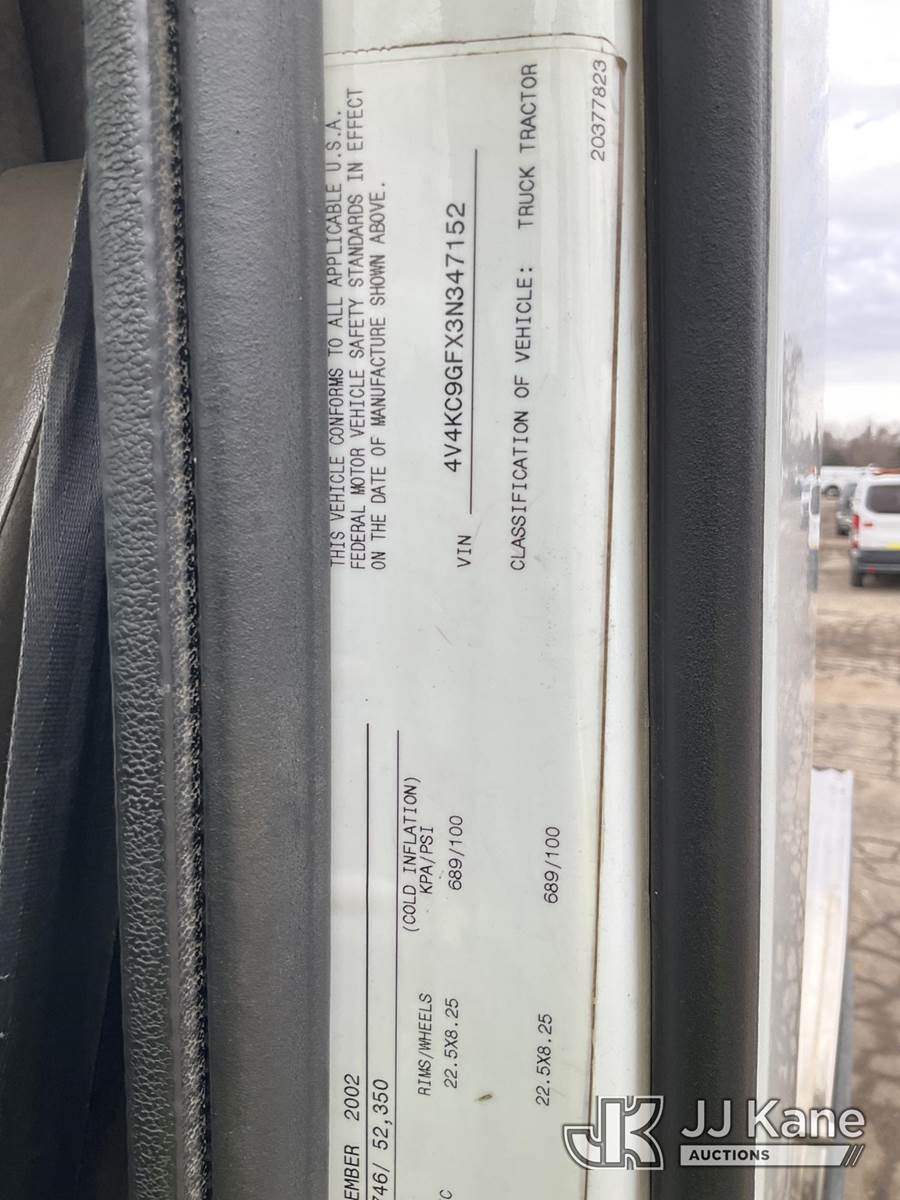 THIS VEHICLE CONFORMS TO ALL APPLICABLE U.S.A.
FEDERAL MOTOR VEHICLE SAFETY STANDARDS IN EFFECT
ON THE DATE OF MANUFACTURE SHOWN ABOVE.
VIN 4V4KC9GFX3N347152
CLASSIFICATION OF VEHICLE: TRUCK TRACTOR
20377823
EMBER 2002
746/ 52,350
(COLD INFLATION)
RIMS/WHEELS KPA/PSI
C 22.5X8.25 689/100
22.5X8.25 689/100
JK JJ Kane
AUCTIONS